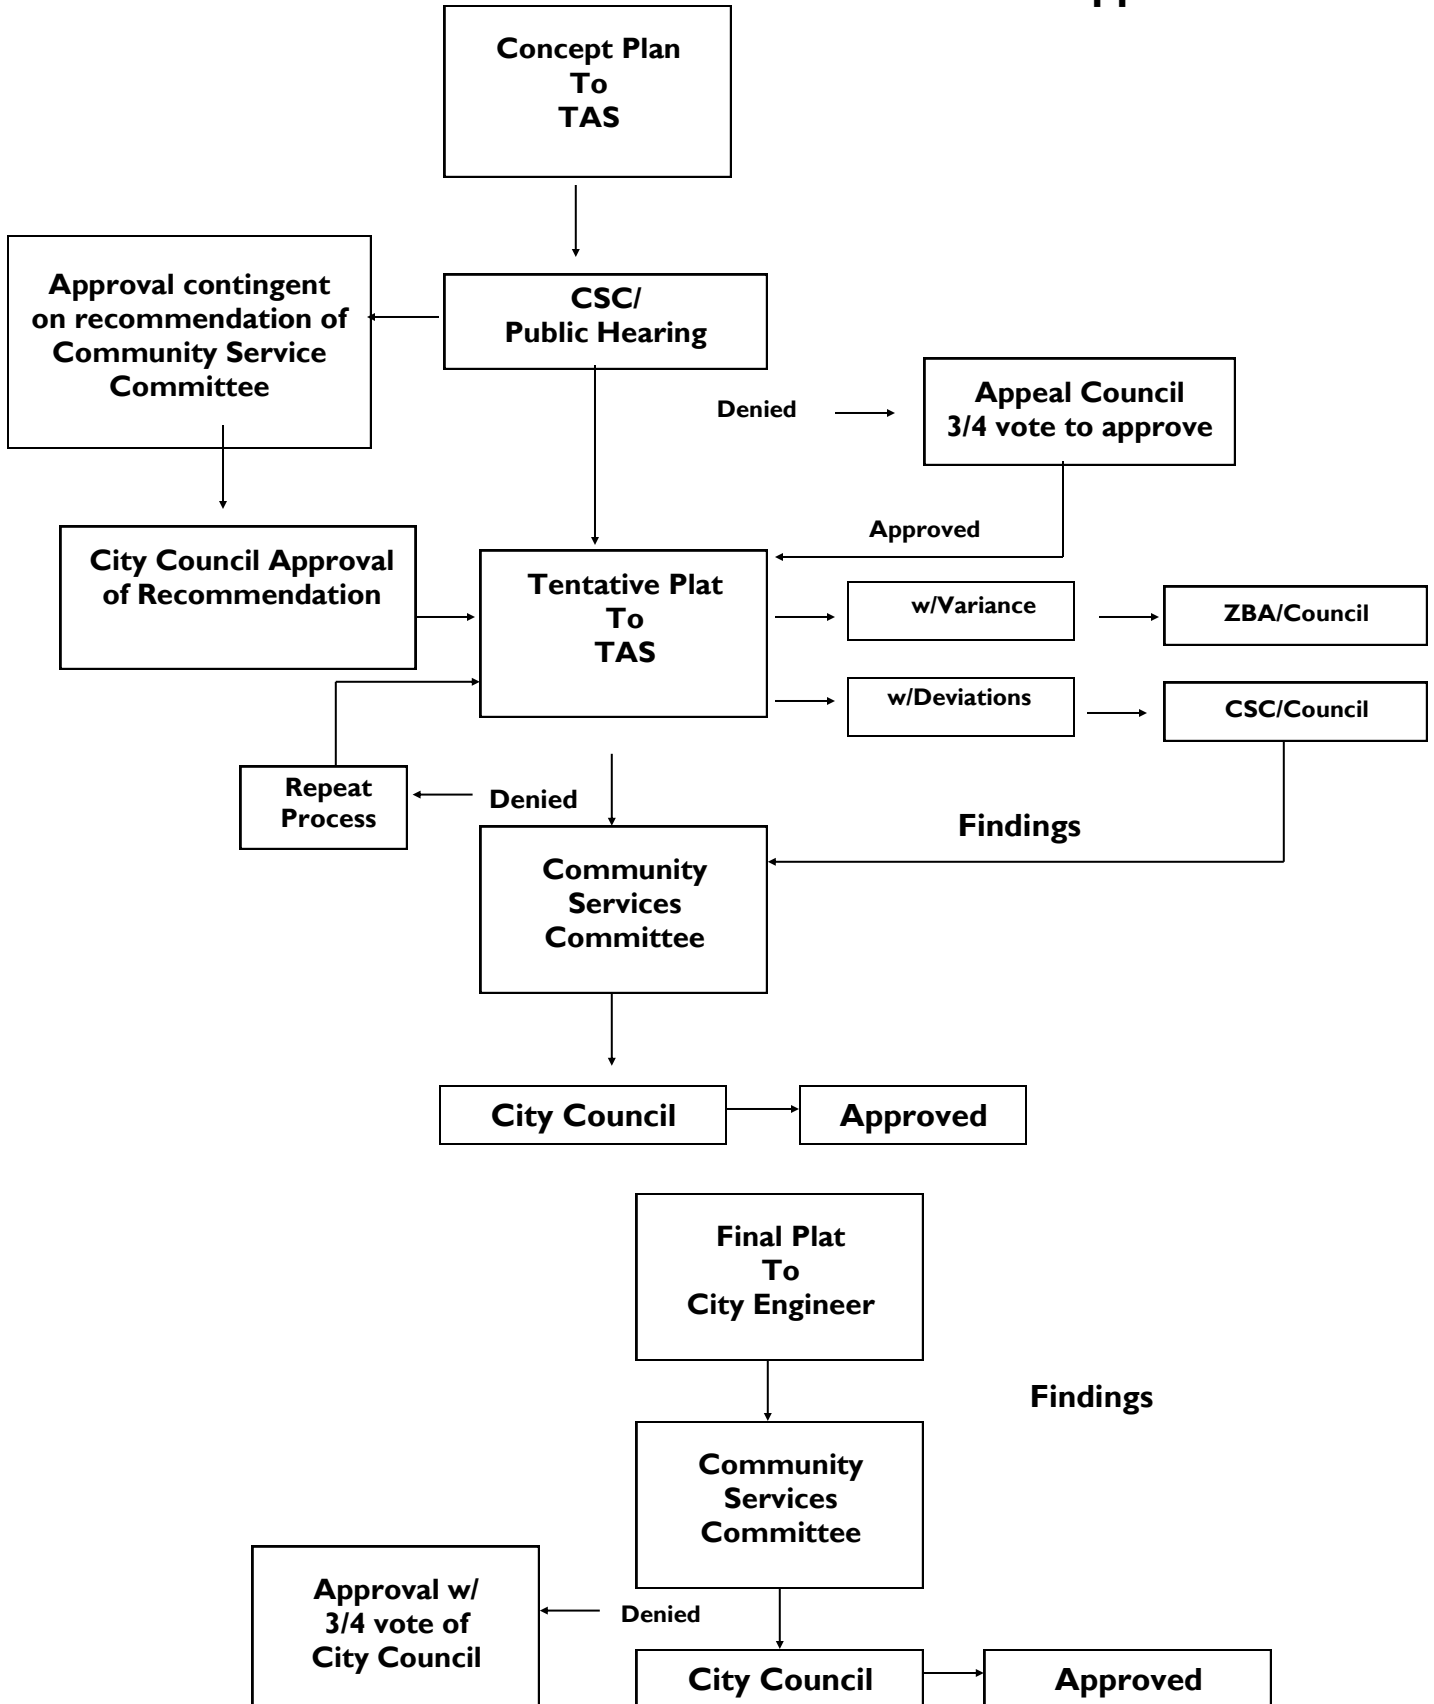 Concept Plan
To
TAS
Approval contingent
on recommendation of
Community Service
Committee
CSC/
Public Hearing
Denied
Appeal Council
3/4 vote to approve
Approved
City Council Approval
of Recommendation
Tentative Plat
To
TAS
w/Variance
ZBA/Council
w/Deviations
CSC/Council
Repeat
Process
Denied
Findings
Community
Services
Committee
City Council
Approved
Final Plat
To
City Engineer
Findings
Community
Services
Committee
Approval w/
3/4 vote of
City Council
Denied
City Council
Approved